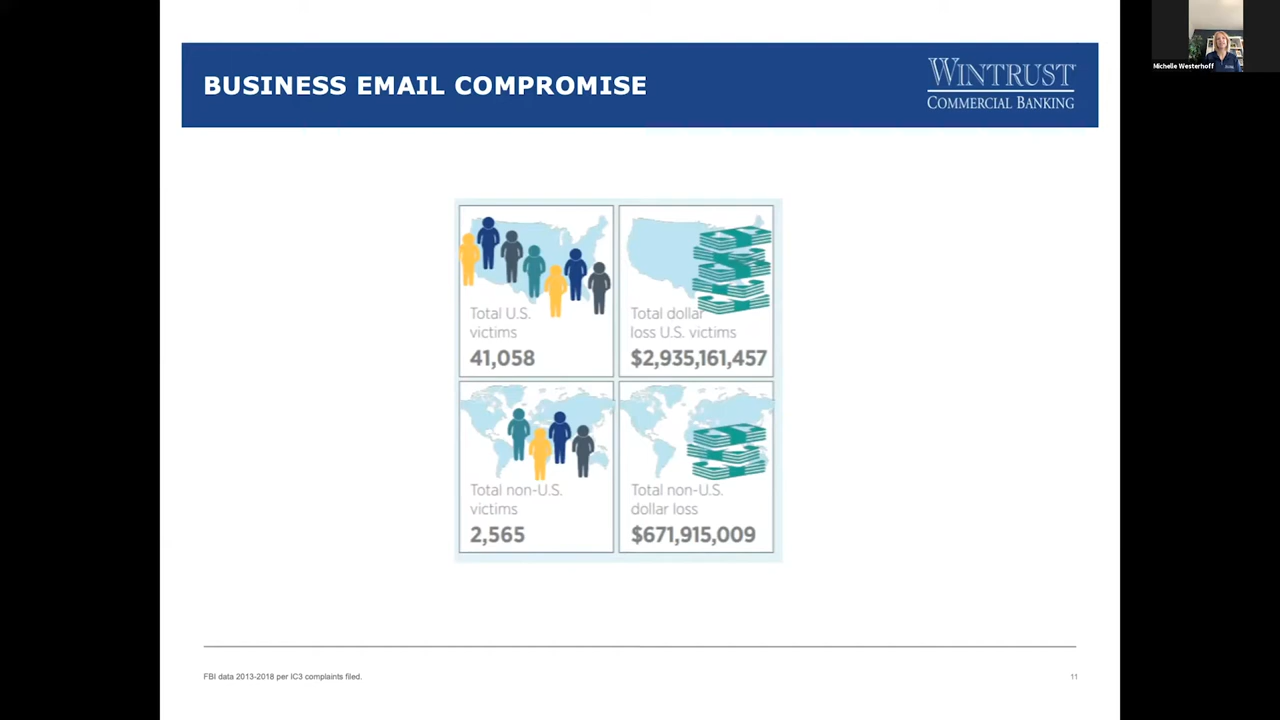 BUSINESS EMAIL COMPROMISE
WINTRUST
COMMERCIAL BANKING
Michelle Westerhoff
Total U.S.
victims
41,058
Total dollar
loss U.S. victims
$2,935,161,457
Total non-U.S.
victims
2,565
Total non-U.S.
dollar loss
$671,915,009
FBI data 2013-2018 per IC3 complaints filed.
11